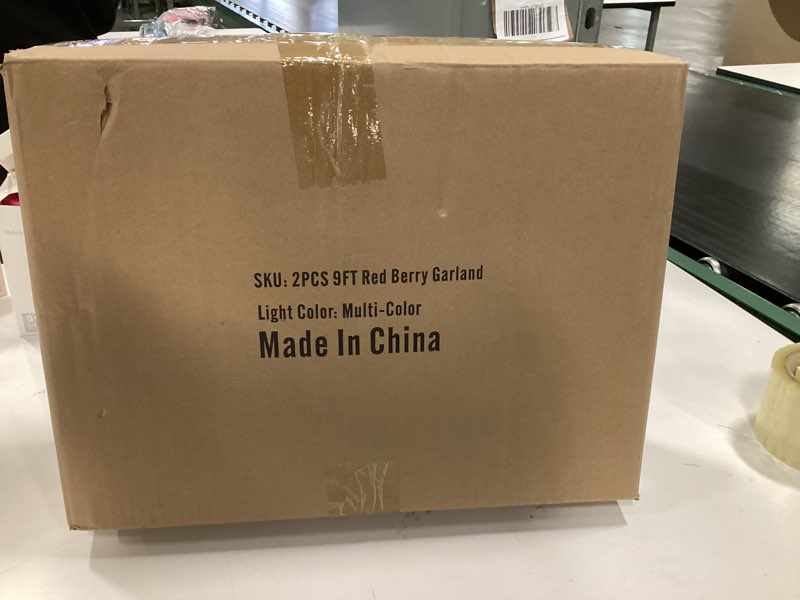 SKU: 2PCS 9FT Red Berry Garland
Light Color: Multi-Color
Made In China